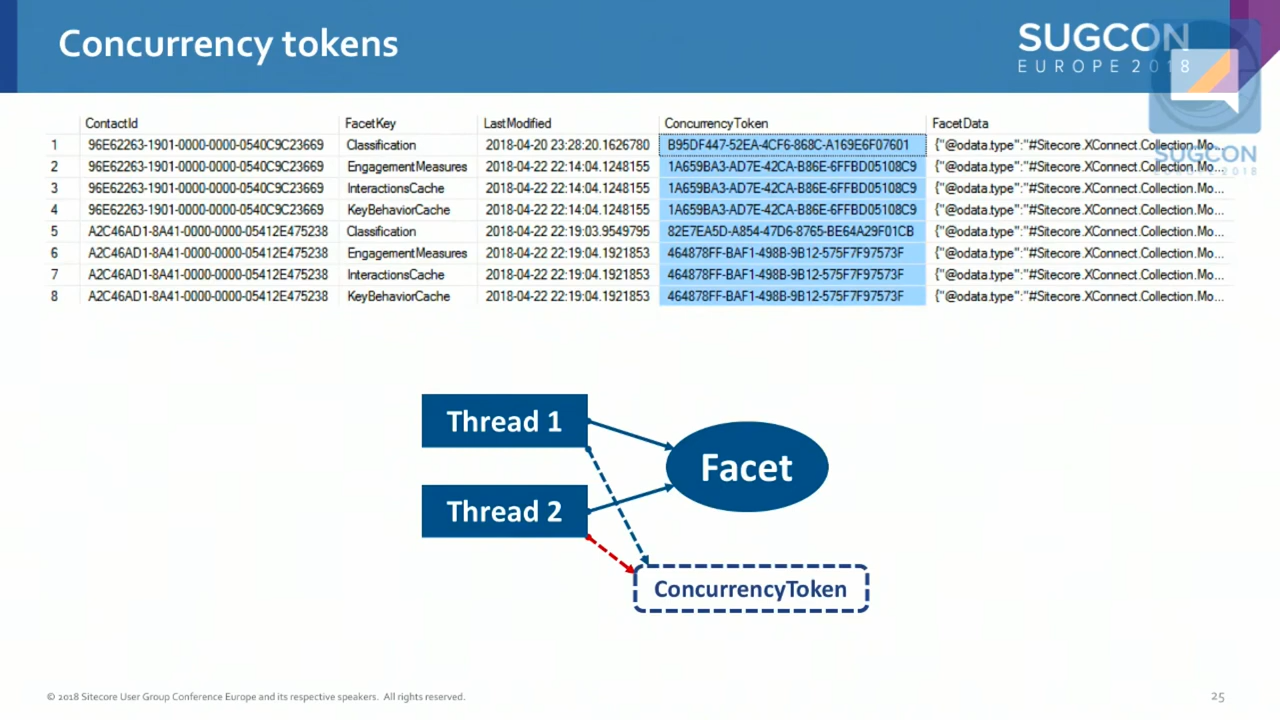 Concurrency tokens
SUGCON
EUROPE 2018
ContactId FacetKey LastModified ConcurrencyToken FacetData
1 96E62263-1901-0000-0000-0540C9C23669 Classification 2018-04-20 23:28:20.1626780 B95DF447-52EA-4CF6-868C-A169E6F07601 {"@odata.type":"#Sitecore.XConnect.Collection.Mo...
2 96E62263-1901-0000-0000-0540C9C23669 EngagementMeasures 2018-04-22 22:14:04.1248155 1A659BA3-AD7E-42CA-B86E-6FFBD05108C9 {"@odata.type":"#Sitecore.XConnect.Collection.Mo...
3 96E62263-1901-0000-0000-0540C9C23669 InteractionsCache 2018-04-22 22:14:04.1248155 1A659BA3-AD7E-42CA-B86E-6FFBD05108C9 {"@odata.type":"#Sitecore.XConnect.Collection.Mo...
4 96E62263-1901-0000-0000-0540C9C23669 KeyBehaviorCache 2018-04-22 22:14:04.1248155 1A659BA3-AD7E-42CA-B86E-6FFBD05108C9 {"@odata.type":"#Sitecore.XConnect.Collection.Mo...
5 A2C46AD1-8A41-0000-0000-05412E475238 Classification 2018-04-22 22:19:03.9549795 82E7EA5D-A854-47D6-8765-BE64A29F01CB {"@odata.type":"#Sitecore.XConnect.Collection.Mo...
6 A2C46AD1-8A41-0000-0000-05412E475238 EngagementMeasures 2018-04-22 22:19:04.1921853 464878FF-BAF1-498B-9B12-575F7F97573F {"@odata.type":"#Sitecore.XConnect.Collection.Mo...
7 A2C46AD1-8A41-0000-0000-05412E475238 InteractionsCache 2018-04-22 22:19:04.1921853 464878FF-BAF1-498B-9B12-575F7F97573F {"@odata.type":"#Sitecore.XConnect.Collection.Mo...
8 A2C46AD1-8A41-0000-0000-05412E475238 KeyBehaviorCache 2018-04-22 22:19:04.1921853 464878FF-BAF1-498B-9B12-575F7F97573F {"@odata.type":"#Sitecore.XConnect.Collection.Mo...
SUGCON
EUROPE 2018
Thread 1
Facet
Thread 2
ConcurrencyToken
© 2018 Sitecore User Group Conference Europe and its respective speakers. All rights reserved.
25